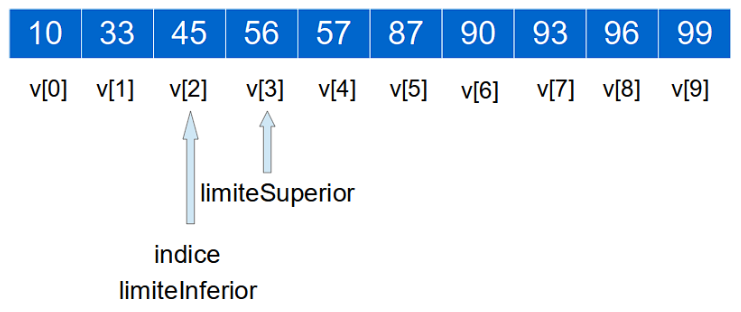 10 33 45 56 57 87 90 93 96 99
v[0] v[1] v[2] v[3] v[4] v[5] v[6] v[7] v[8] v[9]
limiteSuperior
indice
limiteInferior